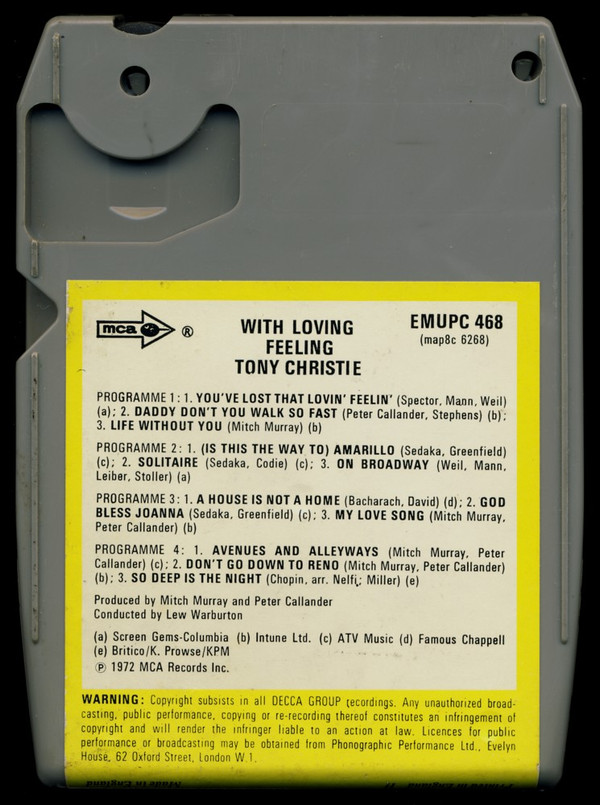 mca ®
WITH LOVING
FEELING
TONY CHRISTIE
EMUPC 468
(map8c 6268)
PROGRAMME 1: 1. YOU'VE LOST THAT LOVIN' FEELIN' (Spector, Mann, Weil)
(a); 2. DADDY DON'T YOU WALK SO FAST (Peter Callander, Stephens) (b);
3. LIFE WITHOUT YOU (Mitch Murray) (b)
PROGRAMME 2: 1. (IS THIS THE WAY TO) AMARILLO (Sedaka, Greenfield)
(c); 2. SOLITAIRE (Sedaka, Codie) (c); 3. ON BROADWAY (Weil, Mann,
Leiber, Stoller) (a)
PROGRAMME 3: 1. A HOUSE IS NOT A HOME (Bacharach, David) (d); 2. GOD
BLESS JOANNA (Sedaka, Greenfield) (c); 3. MY LOVE SONG (Mitch Murray,
Peter Callander) (b)
PROGRAMME 4: 1. AVENUES AND ALLEYWAYS (Mitch Murray, Peter
Callander) (c); 2. DON'T GO DOWN TO RENO (Mitch Murray, Peter Callander)
(b); 3. SO DEEP IS THE NIGHT (Chopin, arr. Nelfi; Miller) (e)
Produced by Mitch Murray and Peter Callander
Conducted by Lew Warburton
(a) Screen Gems-Columbia (b) Intune Ltd. (c) ATV Music (d) Famous Chappell
(e) Britico/K. Prowse/KPM
℗ 1972 MCA Records Inc.
WARNING: Copyright subsists in all DECCA GROUP recordings. Any unauthorized broad-
casting, public performance, copying or re-recording thereof constitutes an infringement of
copyright and will render the infringer liable to an action at law. Licences for public
performance or broadcasting may be obtained from Phonographic Performance Ltd., Evelyn
House, 62 Oxford Street, London W.1.
Made in England